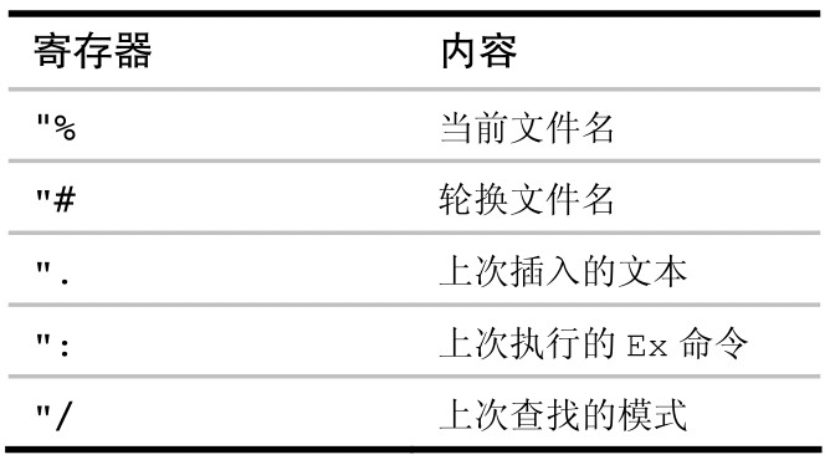 寄存器 内容
"% 当前文件名
"# 轮换文件名
". 上次插入的文本
": 上次执行的 Ex 命令
"/ 上次查找的模式